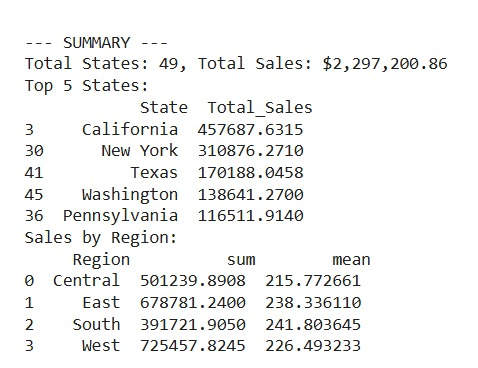 --- SUMMARY ---
Total States: 49, Total Sales: $2,297,200.86
Top 5 States:
           State  Total_Sales
3     California  457687.6315
30      New York  310876.2710
41         Texas  170188.0458
45    Washington  138641.2700
36  Pennsylvania  116511.9140
Sales by Region:
    Region          sum        mean
0  Central  501239.8908  215.772661
1     East  678781.2400  238.336110
2    South  391721.9050  241.803645
3     West  725457.8245  226.493233